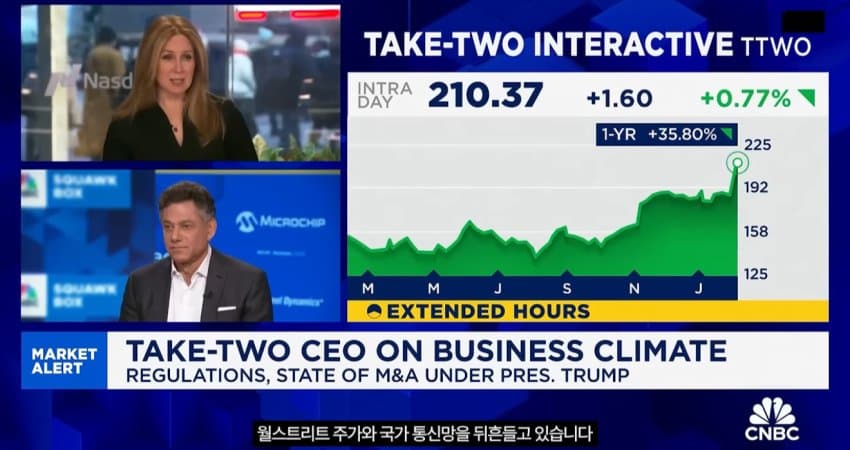 Nasd
SQUAWK
BOX
MICROCHIP
SQUAWK
BOX
TAKE-TWO INTERACTIVE TTWO
INTRA
DAY
210.37 +1.60 +0.77%
1-YR +35.80%
225
192
158
125
M M J S N J
EXTENDED HOURS
MARKET
ALERT
TAKE-TWO CEO ON BUSINESS CLIMATE
REGULATIONS, STATE OF M&A UNDER PRES. TRUMP
월스트리트 주가와 국가 통신망을 뒤흔들고 있습니다
CNBC